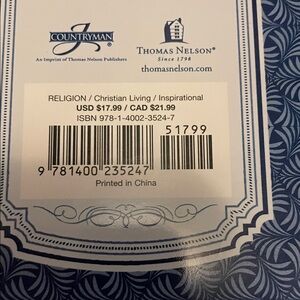 J
COUNTRYMAN®
An Imprint of Thomas Nelson Publishers
THOMAS NELSON®
Since 1798
thomasnelson.com
RELIGION / Christian Living / Inspirational
USD $17.99 / CAD $21.99
ISBN 978-1-4002-3524-7
51799
9 781400 235247
Printed in China